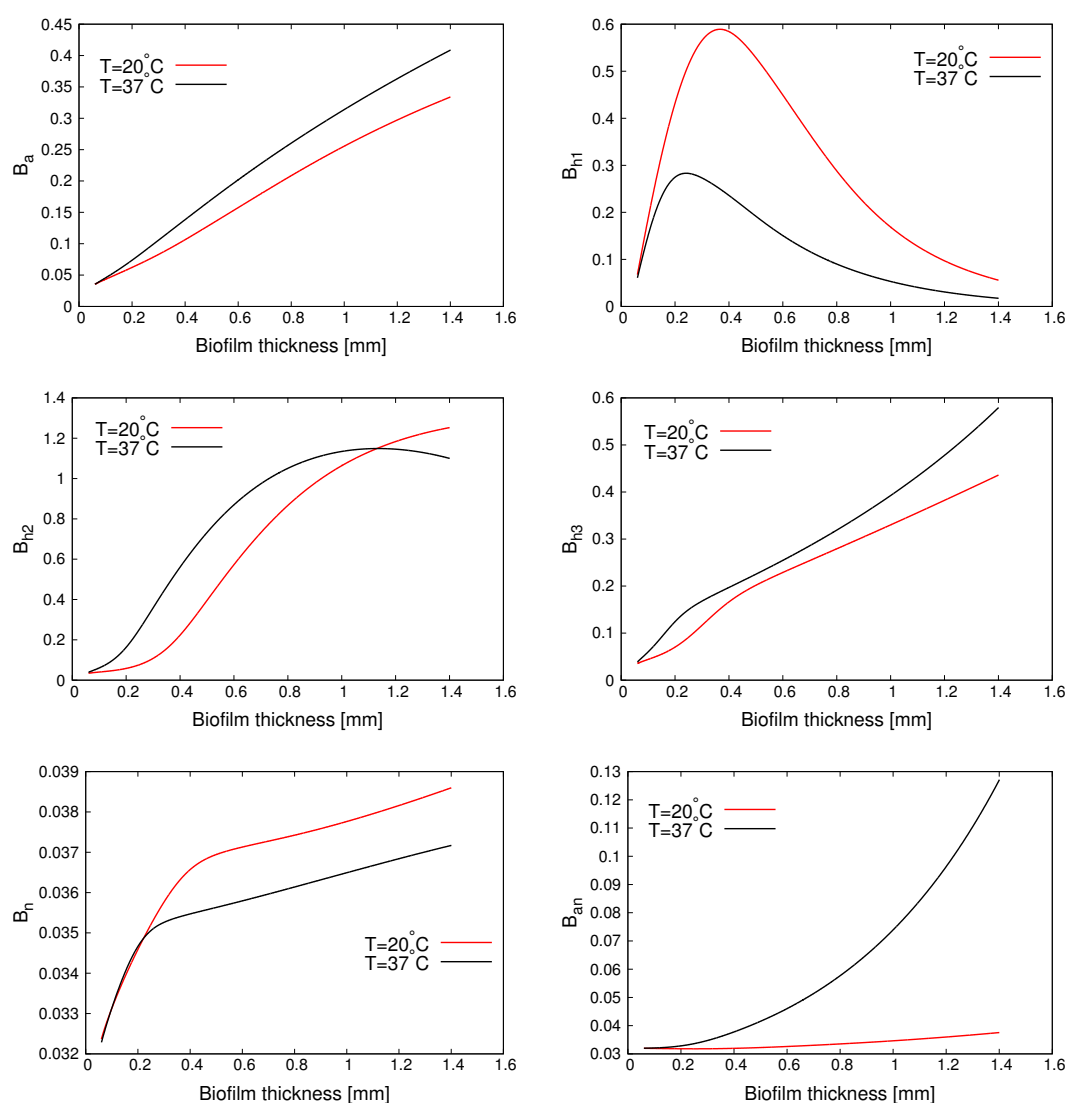 0.45
0.4
0.35
0.3
0.25
0.2
0.15
0.1
0.05
0
B_a
T=20°C
T=37°C
0 0.2 0.4 0.6 0.8 1 1.2 1.4 1.6
Biofilm thickness [mm]
0.6
0.5
0.4
0.3
0.2
0.1
0
B_h1
T=20°C
T=37°C
0 0.2 0.4 0.6 0.8 1 1.2 1.4 1.6
Biofilm thickness [mm]
1.4
1.2
1
0.8
0.6
0.4
0.2
0
B_h2
T=20°C
T=37°C
0 0.2 0.4 0.6 0.8 1 1.2 1.4 1.6
Biofilm thickness [mm]
0.6
0.5
0.4
0.3
0.2
0.1
0
B_h3
T=20°C
T=37°C
0 0.2 0.4 0.6 0.8 1 1.2 1.4 1.6
Biofilm thickness [mm]
0.039
0.038
0.037
0.036
0.035
0.034
0.033
0.032
B_n
T=20°C
T=37°C
0 0.2 0.4 0.6 0.8 1 1.2 1.4 1.6
Biofilm thickness [mm]
0.13
0.12
0.11
0.1
0.09
0.08
0.07
0.06
0.05
0.04
0.03
B_an
T=20°C
T=37°C
0 0.2 0.4 0.6 0.8 1 1.2 1.4 1.6
Biofilm thickness [mm]